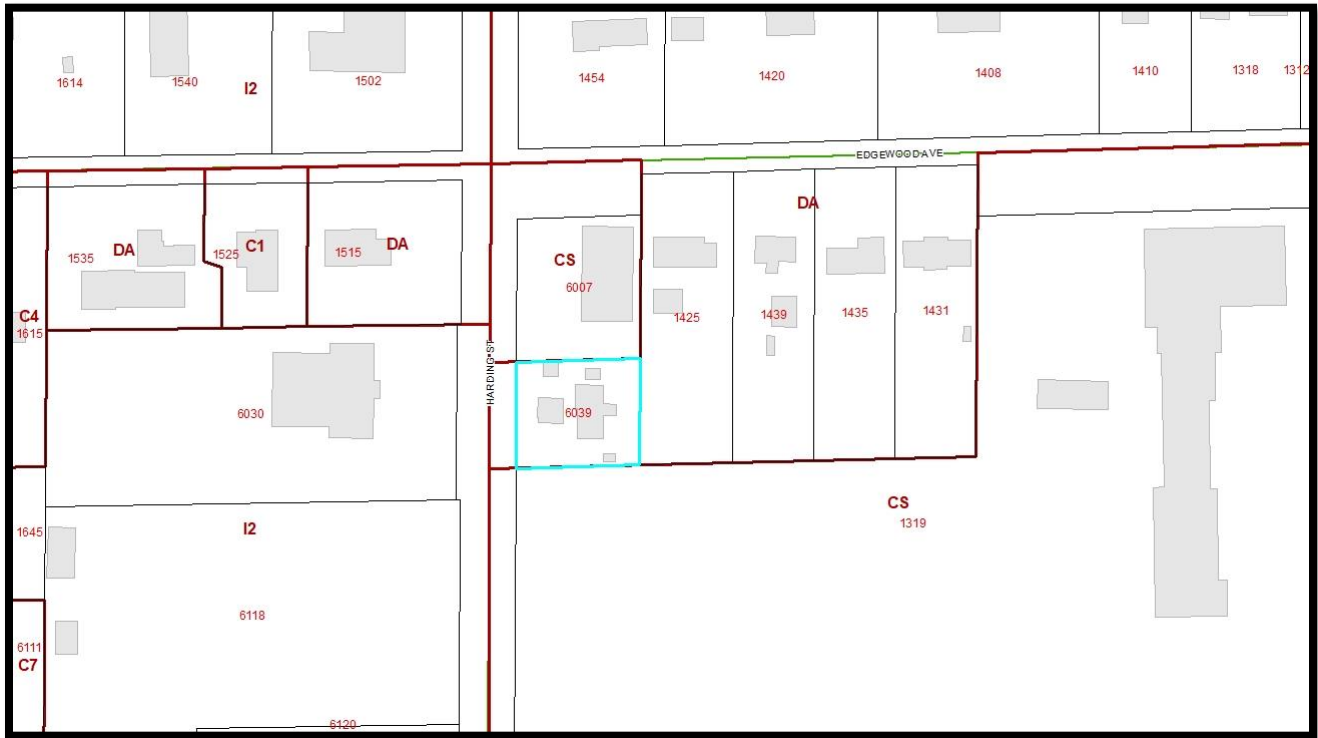 1614
1540
I2
1502
1454
1420
1408
1410
1318
1312
EDGEWOOD AVE
DA
1535
DA
1525
C1
1515
DA
CS
6007
1425
1439
1435
1431
C4
1615
HARDING ST
6030
6039
CS
1319
1645
I2
6118
6111
C7
6120